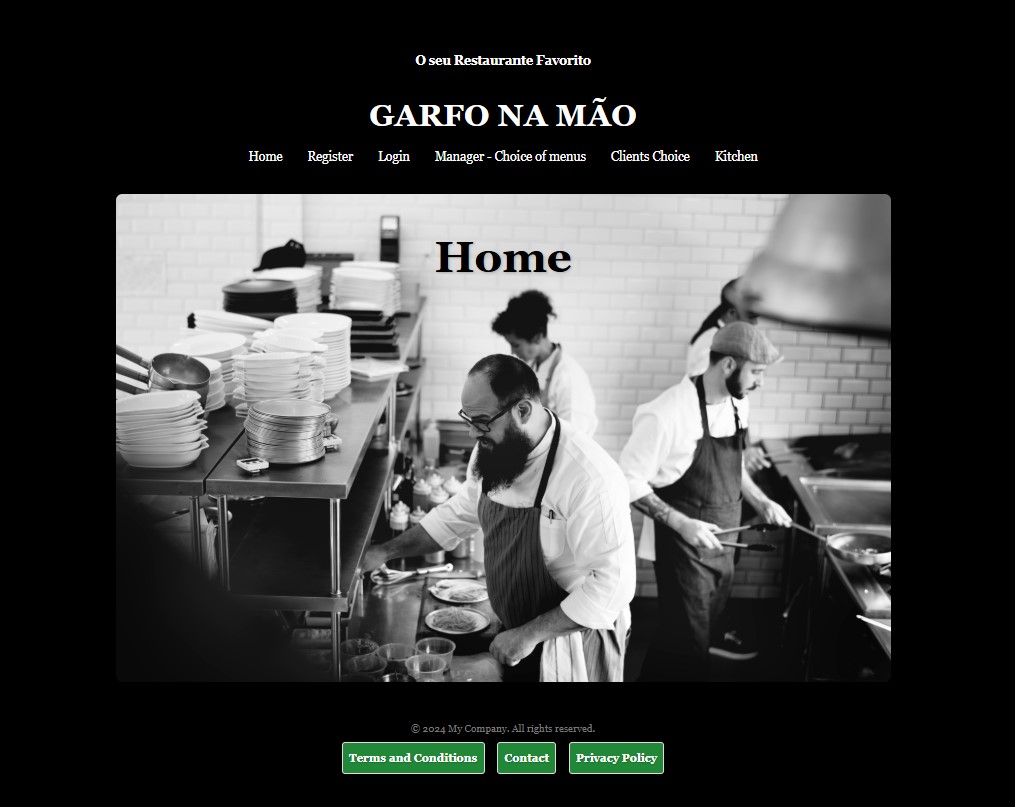 O seu Restaurante Favorito
GARFO NA MÃO
Home Register Login Manager - Choice of menus Clients Choice Kitchen
Home
© 2024 My Company. All rights reserved.
Terms and Conditions Contact Privacy Policy